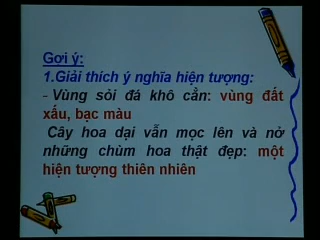 Gợi ý:
1.Giải thích ý nghĩa hiện tượng:
- Vùng sỏi đá khô cằn: vùng đất
xấu, bạc màu
Cây hoa dại vẫn mọc lên và nở
những chùm hoa thật đẹp: một
hiện tượng thiên nhiên